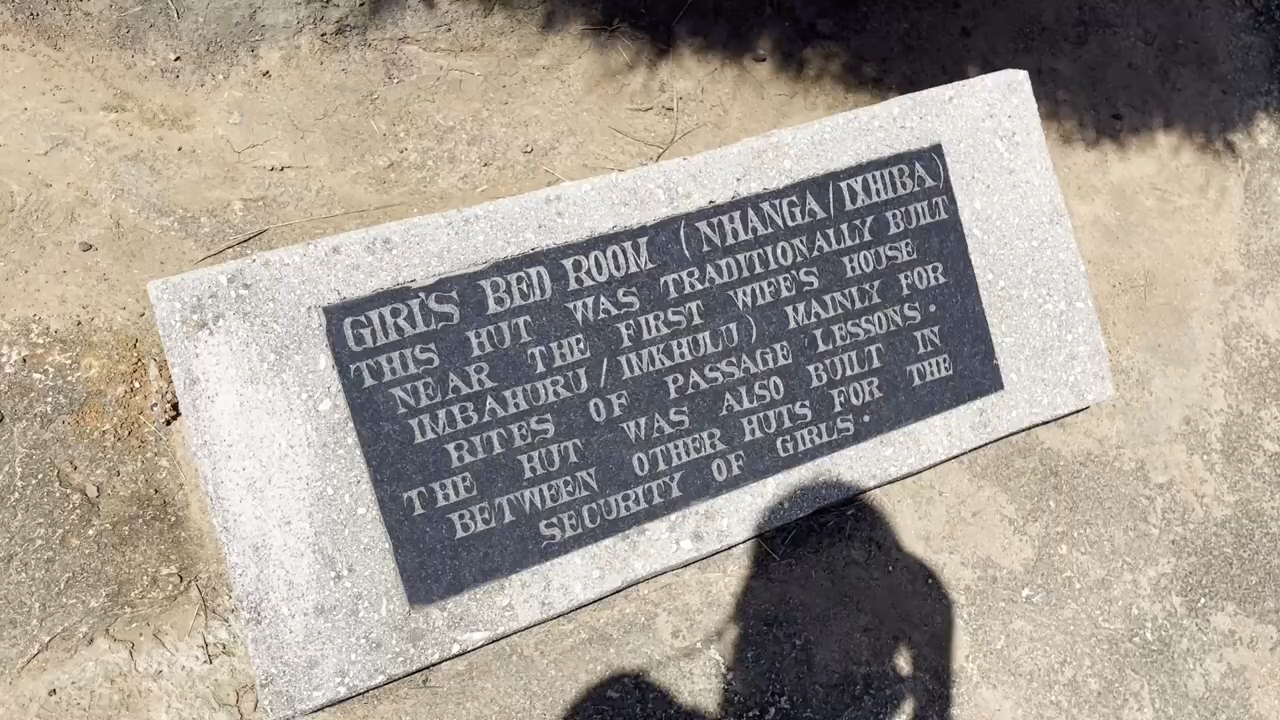 GIRLS BED ROOM (NHANGA/IXHIBA)
THIS HUT WAS TRADITIONALLY BUILT
NEAR THE FIRST WIFE'S HOUSE
IMBAHURU/IMKHULU) MAINLY FOR
RITES OF PASSAGE LESSONS.
THE HUT WAS ALSO BUILT IN
BETWEEN OTHER HUTS FOR THE
SECURITY OF GIRLS.